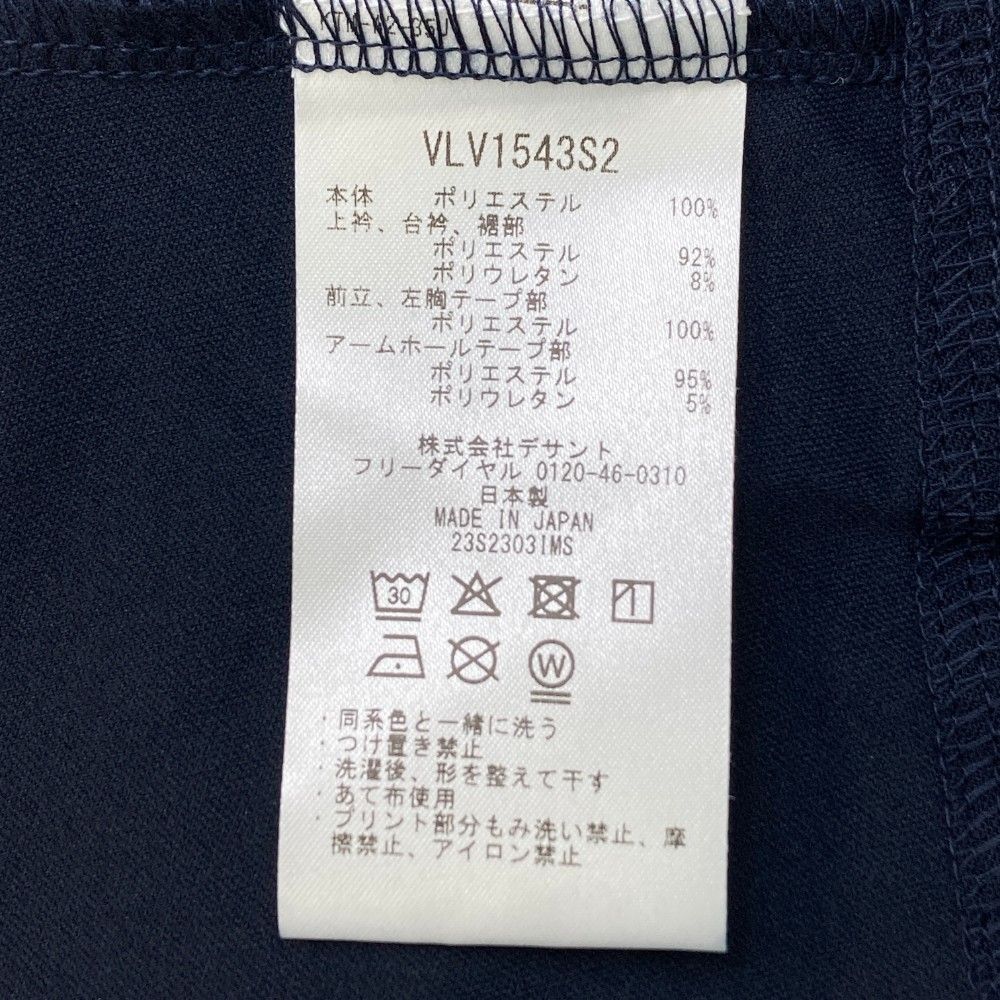 VLV1543S2
本体 ポリエステル 100%
上衿、台衿、裾部
ポリエステル 92%
ポリウレタン 8%
前立、左胸テープ部
ポリエステル 100%
アームホールテープ部
ポリエステル 95%
ポリウレタン 5%
株式会社デサント
フリーダイヤル 0120-46-0310
日本製
MADE IN JAPAN
23S2303IMS
30
W
・同系色と一緒に洗う
・つけ置き禁止
・洗濯後、形を整えて干す
・あて布使用
・プリント部分もみ洗い禁止、摩
擦禁止、アイロン禁止